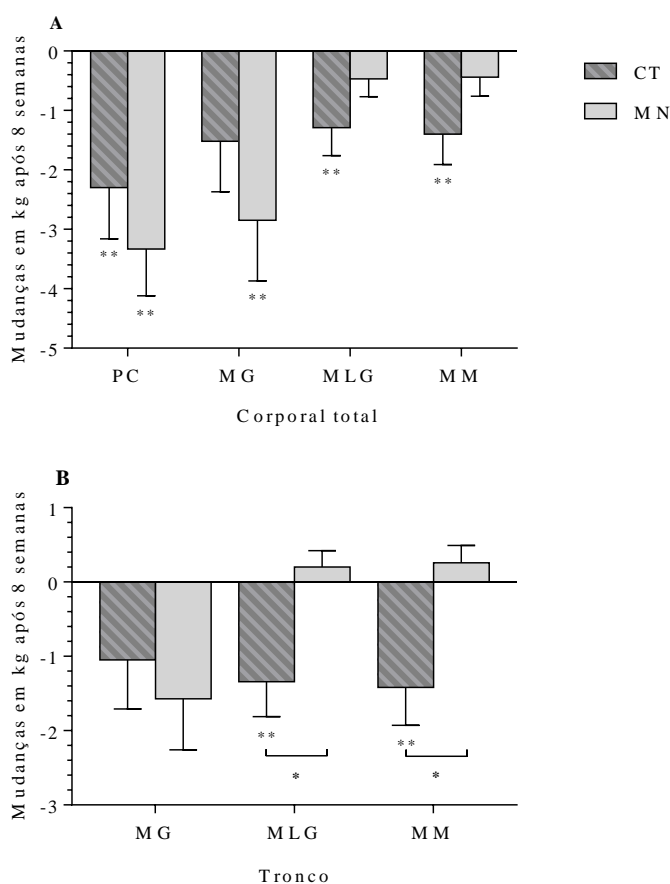 A
Mudanças em kg após 8 semanas
0
-1
-2
-3
-4
-5
**
**
**
**
**
PC MG MLG MM
Corporal total
CT
MN
B
Mudanças em kg após 8 semanas
1
0
-1
-2
-3
**
**
*
*
MG MLG MM
Tronco